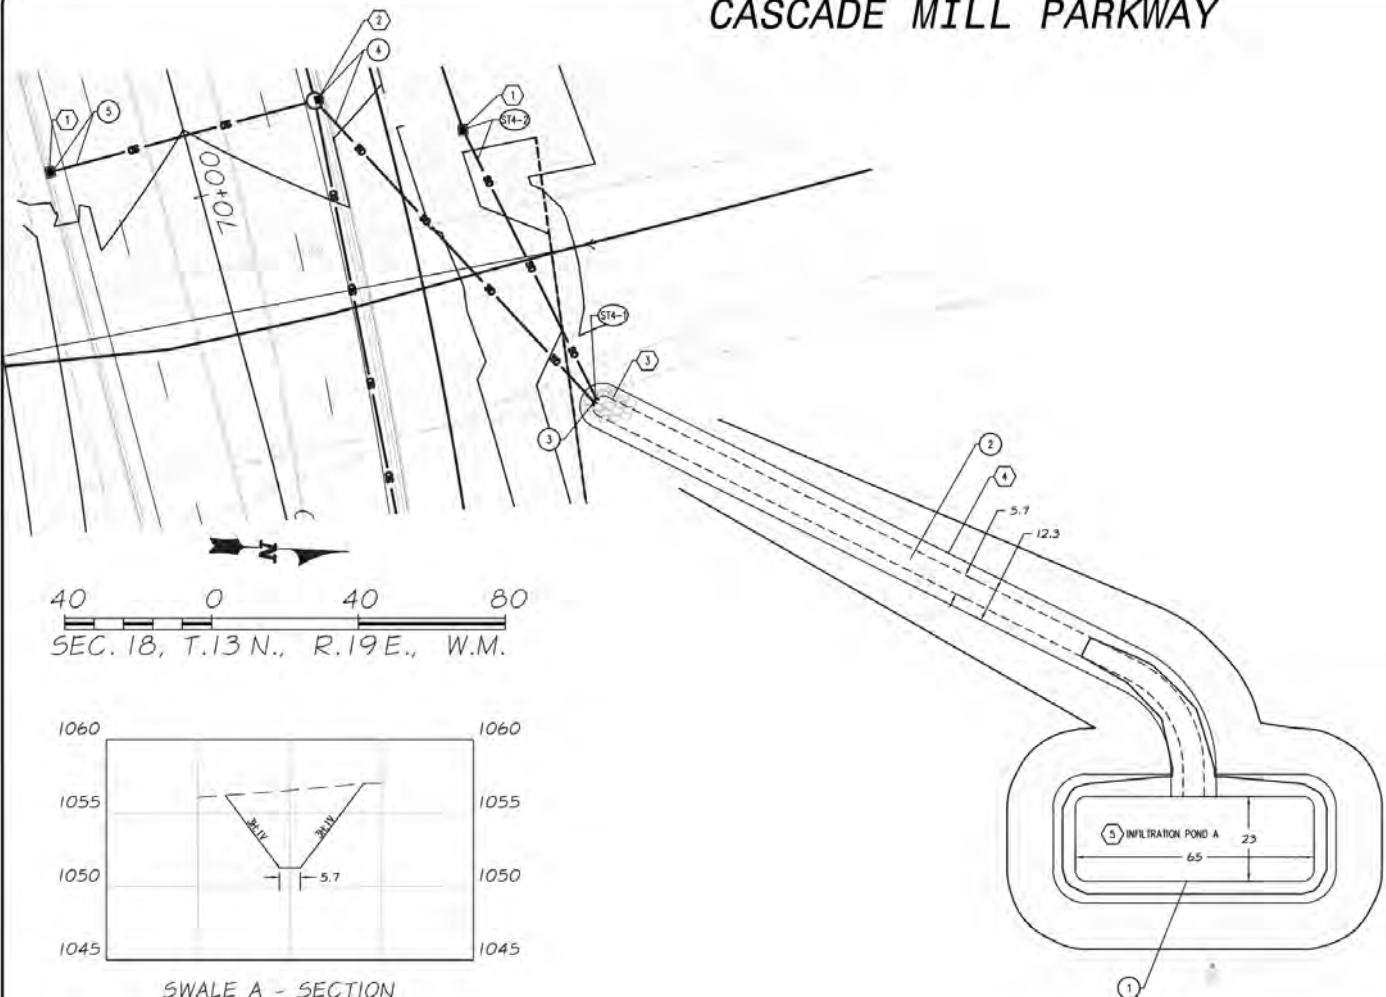 CASCADE MILL PARKWAY
2
4
1
5
1
ST4-2
70+00
ST4-1
3
3
2
4
5.7
12.3
N
40 0 40 80
SEC. 18, T.13 N., R.19 E., W.M.
1060 1060
1055 1055
3H:1V 3H:1V
1050 5.7 1050
1045 1045
SWALE A - SECTION
5 INFILTRATION POND A 23
65
1